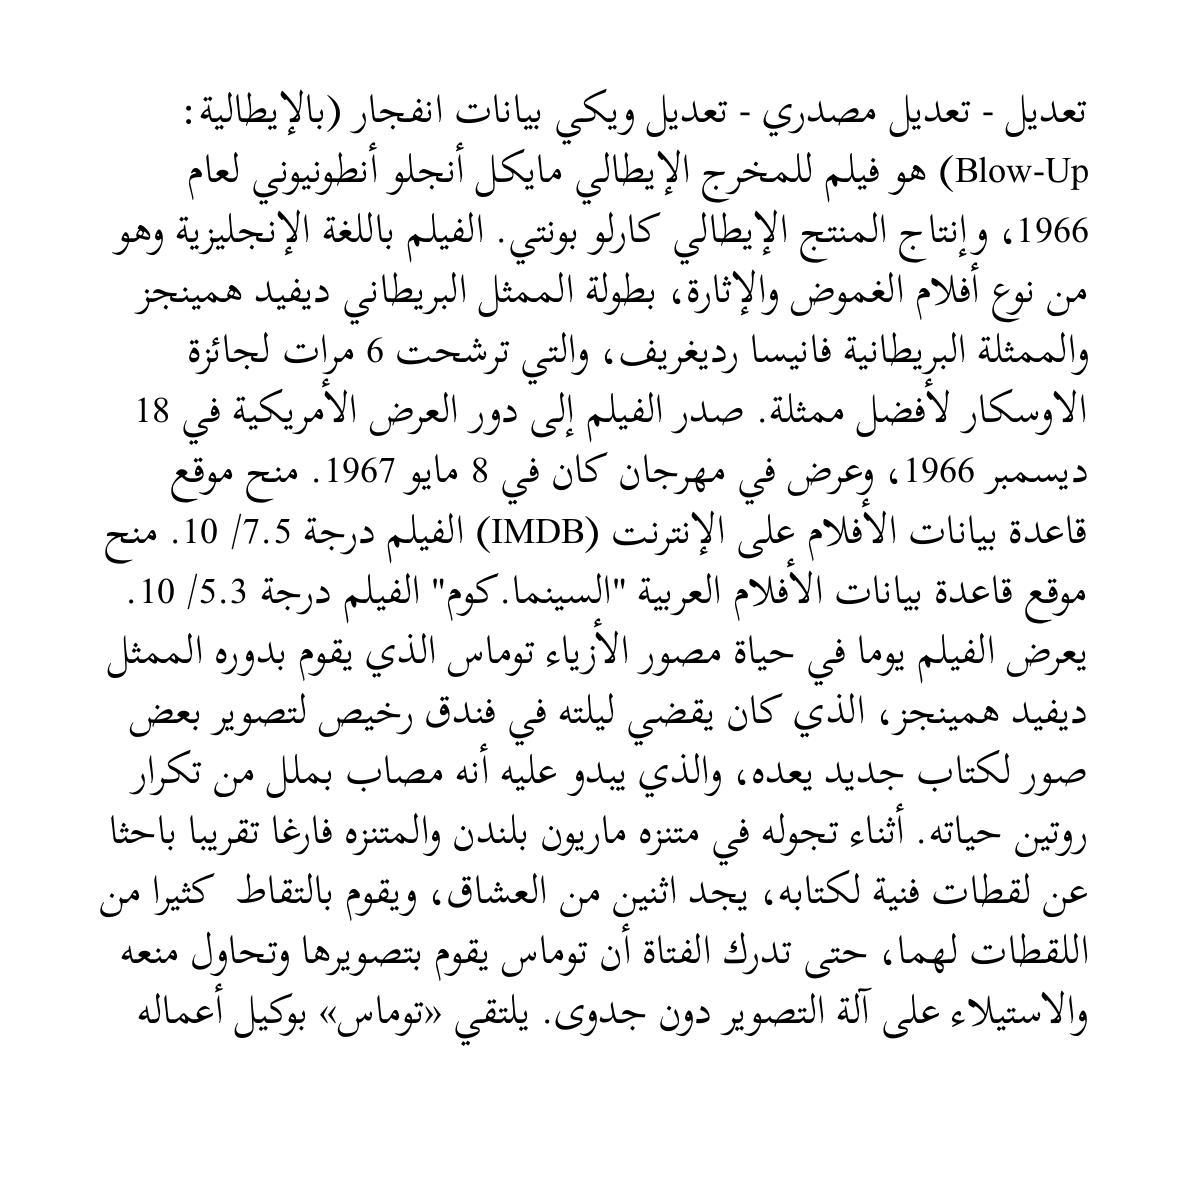 تعديل - تعديل مصدري - تعديل ويكي بيانات انفجار (بالإيطالية:
Blow-Up) هو فيلم للمخرج الإيطالي مايكل أنجلو أنطونيوني لعام
1966، وإنتاج المنتج الإيطالي كارلو بونتي. الفيلم باللغة الإنجليزية وهو
من نوع أفلام الغموض والإثارة، بطولة الممثل البريطاني ديفيد همينجز
والممثلة البريطانية فانيسا رديغريف، والتي ترشحت 6 مرات لجائزة
الاوسكار لأفضل ممثلة. صدر الفيلم إلى دور العرض الأمريكية في 18
ديسمبر 1966، وعرض في مهرجان كان في 8 مايو 1967. منح موقع
قاعدة بيانات الأفلام على الإنترنت (IMDB) الفيلم درجة 7.5/ 10. منح
موقع قاعدة بيانات الأفلام العربية "السينما.كوم" الفيلم درجة 5.3/ 10.
يعرض الفيلم يوما في حياة مصور الأزياء توماس الذي يقوم بدوره الممثل
ديفيد همينجز، الذي كان يقضي ليلته في فندق رخيص لتصوير بعض
صور لكتاب جديد يعده، والذي يبدو عليه أنه مصاب بملل من تكرار
روتين حياته. أثناء تجوله في متنزه ماريون بلندن والمتنزه فارغا تقريبا باحثا
عن لقطات فنية لكتابه، يجد اثنين من العشاق، ويقوم بالتقاط  كثيرا من
اللقطات لهما، حتى تدرك الفتاة أن توماس يقوم بتصويرها وتحاول منعه
والاستيلاء على آلة التصوير دون جدوى. يلتقي «توماس» بوكيل أعماله